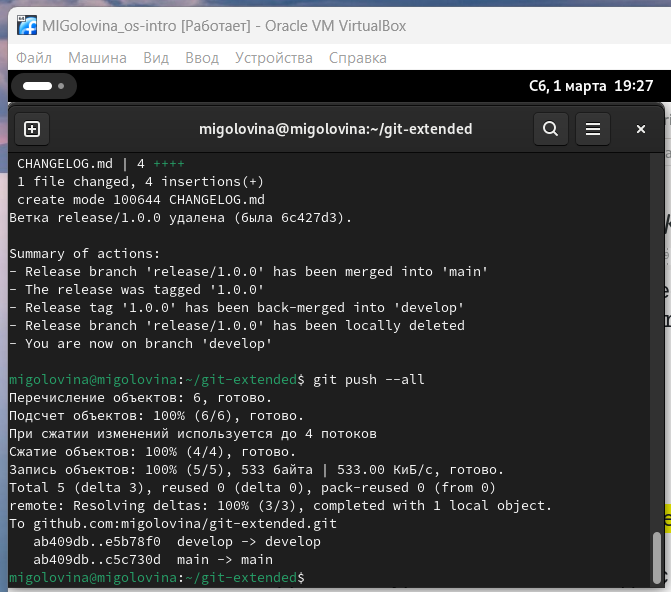 MIGolovina_os-intro [Работает] - Oracle VM VirtualBox
Файл Машина Вид Ввод Устройства Справка
Сб, 1 марта 19:27
migolovina@migolovina:~/git-extended
CHANGELOG.md | 4 ++++
1 file changed, 4 insertions(+)
create mode 100644 CHANGELOG.md
Ветка release/1.0.0 удалена (была 6c427d3).
Summary of actions:
- Release branch 'release/1.0.0' has been merged into 'main'
- The release was tagged '1.0.0'
- Release tag '1.0.0' has been back-merged into 'develop'
- Release branch 'release/1.0.0' has been locally deleted
- You are now on branch 'develop'
migolovina@migolovina:~/git-extended$ git push --all
Перечисление объектов: 6, готово.
Подсчет объектов: 100% (6/6), готово.
При сжатии изменений используется до 4 потоков
Сжатие объектов: 100% (4/4), готово.
Запись объектов: 100% (5/5), 533 байта | 533.00 КиБ/с, готово.
Total 5 (delta 3), reused 0 (delta 0), pack-reused 0 (from 0)
remote: Resolving deltas: 100% (3/3), completed with 1 local object.
To github.com:migolovina/git-extended.git
ab409db..e5b78f0 develop -> develop
ab409db..c5c730d main -> main
migolovina@migolovina:~/git-extended$